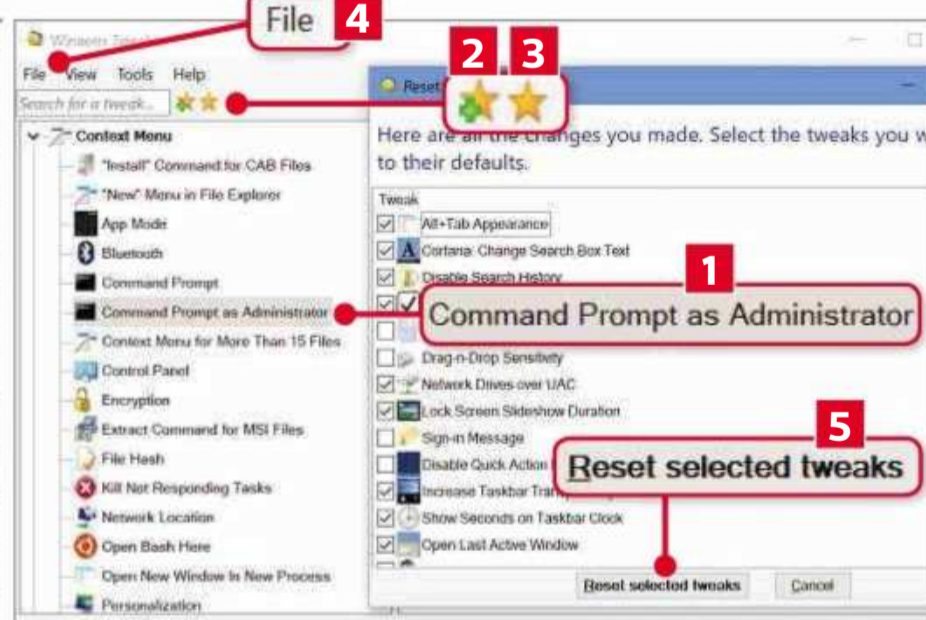 File 4
Winaero Tweaker
2 3
File View Tools Help
Reset
Search for a tweak...
Here are all the changes you made. Select the tweaks you w
to their defaults.
Context Menu
"Install" Command for CAB Files
"New" Menu in File Explorer
App Mode
Bluetooth
Command Prompt
Command Prompt as Administrator
Context Menu for More Than 15 Files
Control Panel
Encryption
Extract Command for MSI Files
File Hash
Kill Not Responding Tasks
Network Location
Open Bash Here
Open New Window In New Process
Personalization
Tweak
Alt+Tab Appearance
Cortana: Change Search Box Text
Disable Search History
1
Command Prompt as Administrator
Drag-n-Drop Sensitivity
Network Drives over UAC
Lock Screen Slideshow Duration
Sign-in Message
Disable Quick Action
5
Reset selected tweaks
Increase Taskbar
Show Seconds on Taskbar Clock
Open Last Active Window
Reset selected tweaks Cancel